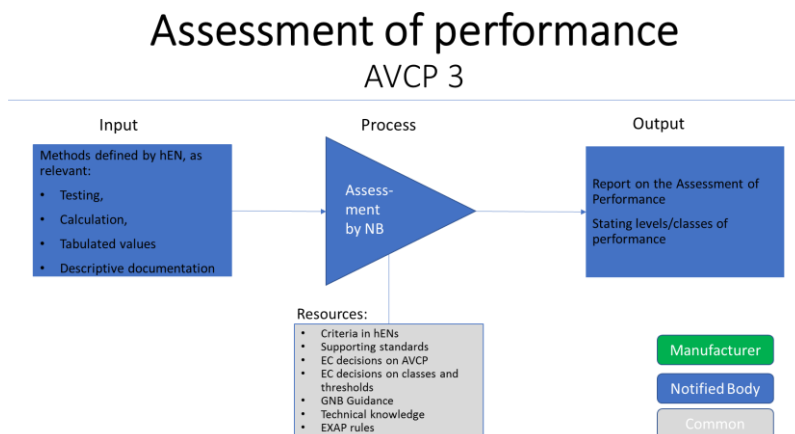 Assessment of performance
AVCP 3
Input
Process
Output
Methods defined by hEN, as
relevant:
• Testing,
• Calculation,
• Tabulated values
• Descriptive documentation
Assess-
ment
by NB
Report on the Assessment of
Performance
Stating levels/classes of
performance
Resources:
• Criteria in hENs
• Supporting standards
• EC decisions on AVCP
• EC decisions on classes and
thresholds
• GNB Guidance
• Technical knowledge
• EXAP rules
Manufacturer
Notified Body
Common